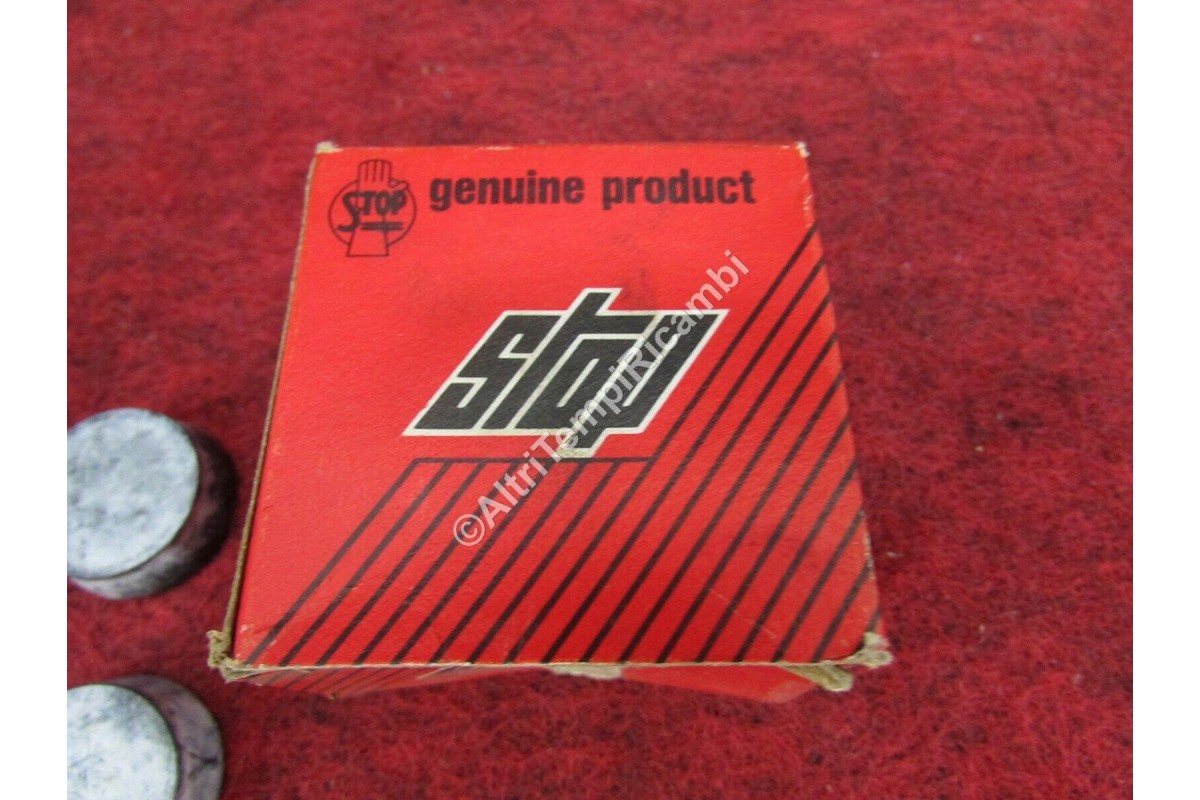 STOP
genuine product
stop
©AltriTempiRicambi